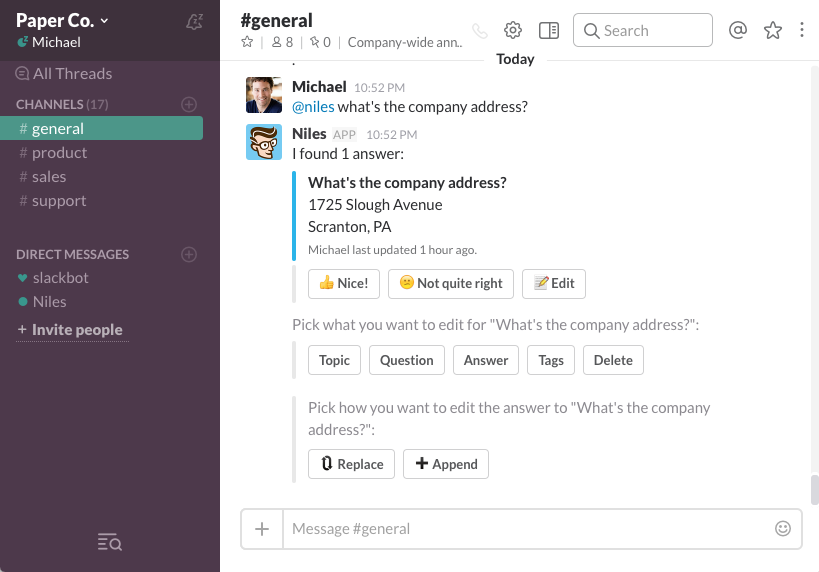 Paper Co.
Michael
All Threads
CHANNELS (17)
# general
# product
# sales
# support
DIRECT MESSAGES
slackbot
Niles
+ Invite people
#general
8 | 0 | Company-wide ann..
Search
Today
Michael 10:52 PM
@niles what's the company address?
Niles APP 10:52 PM
I found 1 answer:
What's the company address?
1725 Slough Avenue
Scranton, PA
Michael last updated 1 hour ago.
Nice! Not quite right Edit
Pick what you want to edit for "What's the company address?":
Topic Question Answer Tags Delete
Pick how you want to edit the answer to "What's the company
address?":
Replace Append
Message #general